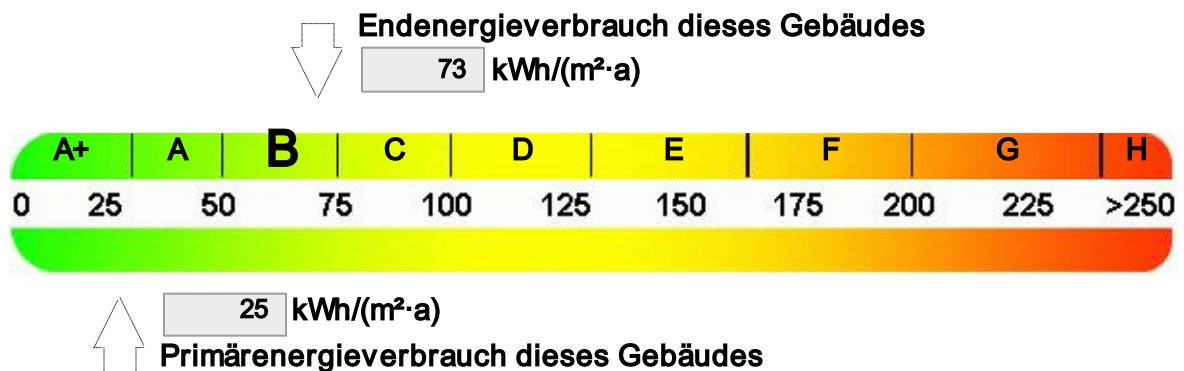 Endenergieverbrauch dieses Gebäudes
73 kWh/(m²·a)
A+ A B C D E F G H
0 25 50 75 100 125 150 175 200 225 >250
25 kWh/(m²·a)
Primärenergieverbrauch dieses Gebäudes